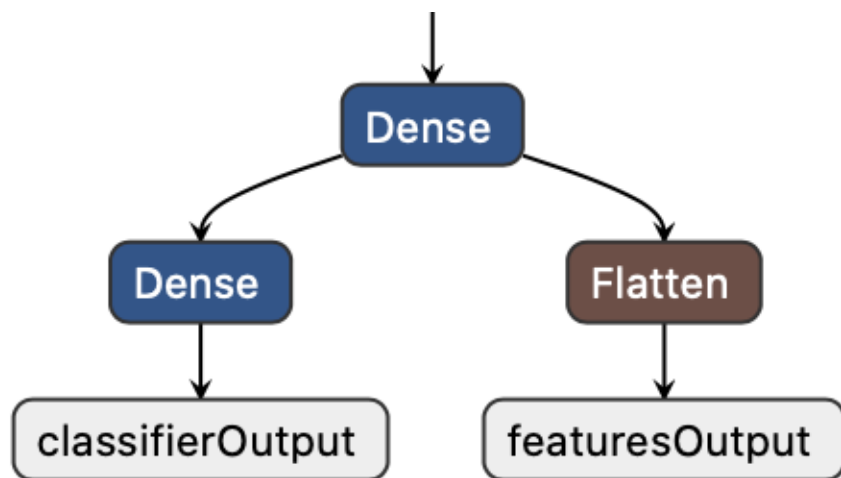 Dense
Dense
Flatten
classifierOutput
featuresOutput